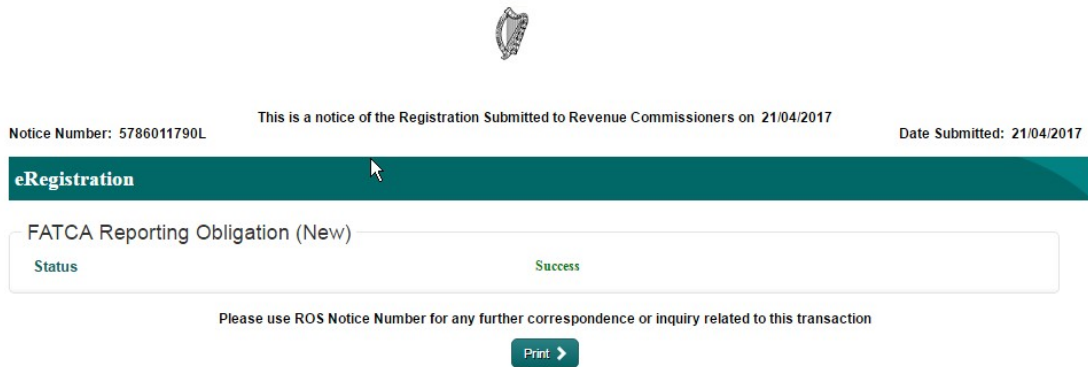 This is a notice of the Registration Submitted to Revenue Commissioners on 21/04/2017
Notice Number: 5786011790L
Date Submitted: 21/04/2017
eRegistration
FATCA Reporting Obligation (New)
Status Success
Please use ROS Notice Number for any further correspondence or inquiry related to this transaction
Print